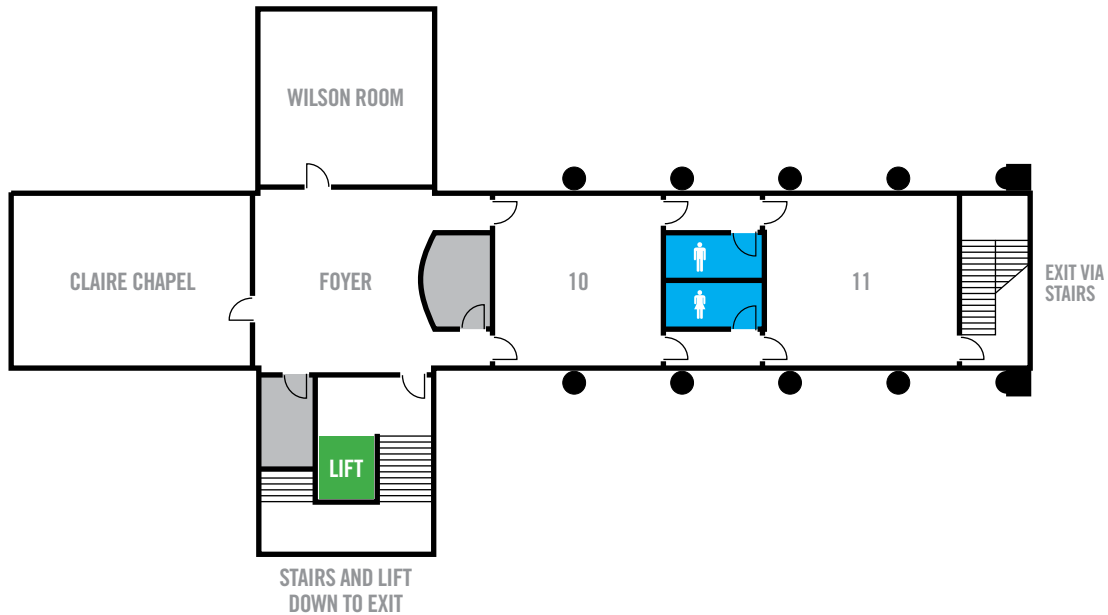 WILSON ROOM
CLAIRE CHAPEL
FOYER
10
11
EXIT VIA
STAIRS
LIFT
STAIRS AND LIFT
DOWN TO EXIT